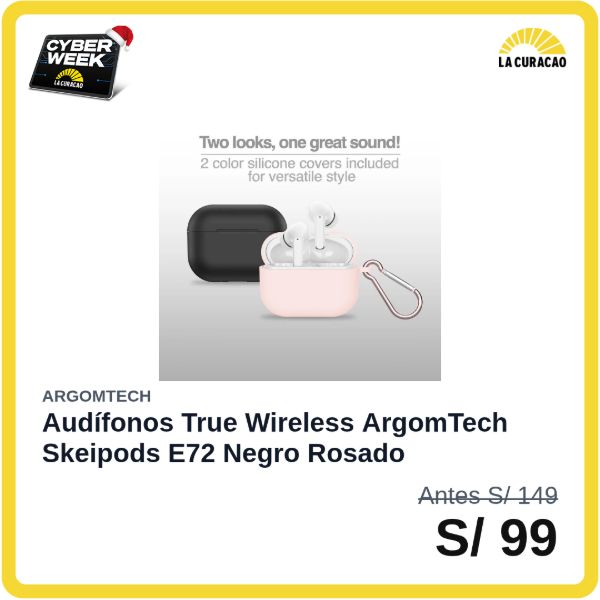 CYBER
WEEK
LA CURACAO
LA CURACAO
Two looks, one great sound!
2 color silicone covers included
for versatile style
ARGOMTECH
Audífonos True Wireless ArgomTech
Skeipods E72 Negro Rosado
Antes S/ 149
S/ 99